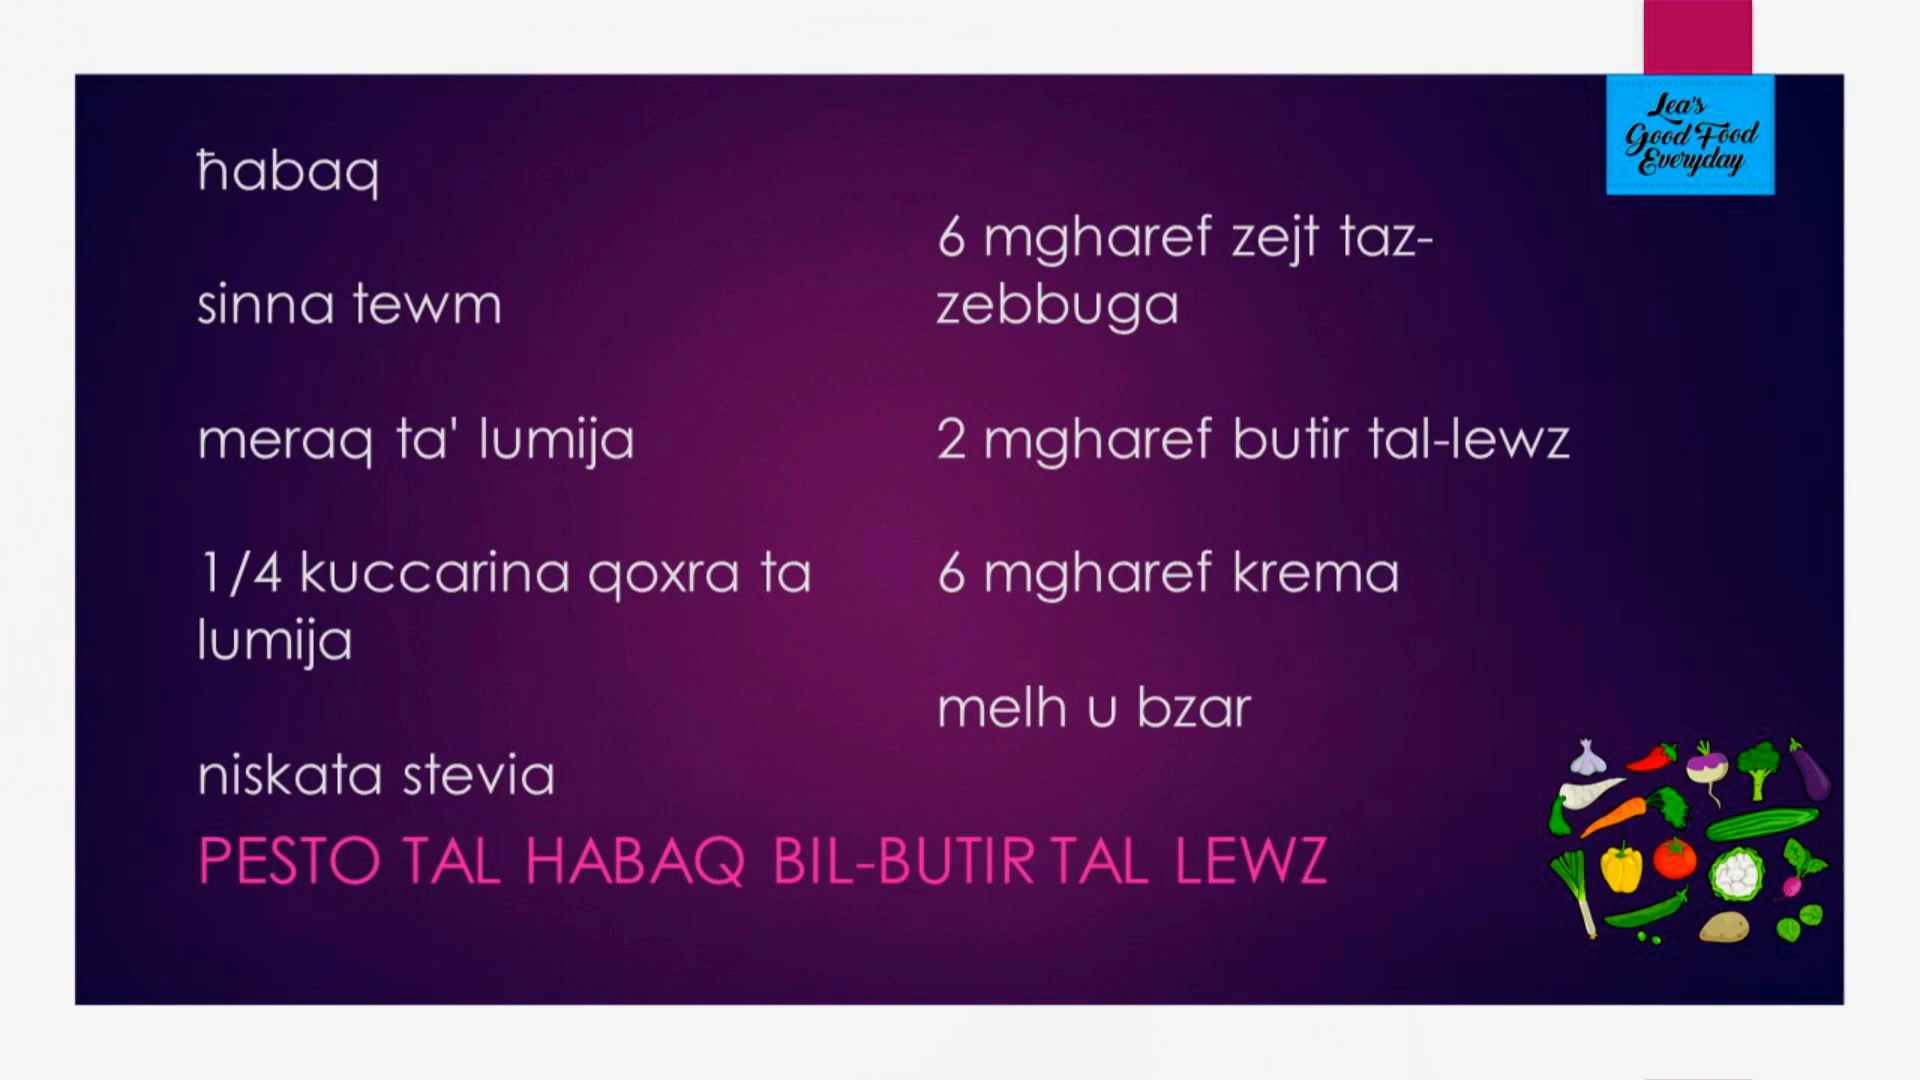 Lea's
Good Food
Everyday
ħabaq
sinna tewm
meraq ta' lumija
1/4 kuccarina qoxra ta
lumija
niskata stevia
6 mgharef zejt taz-
zebbuga
2 mgharef butir tal-lewz
6 mgharef krema
melh u bzar
PESTO TAL HABAQ BIL-BUTIR TAL LEWZ